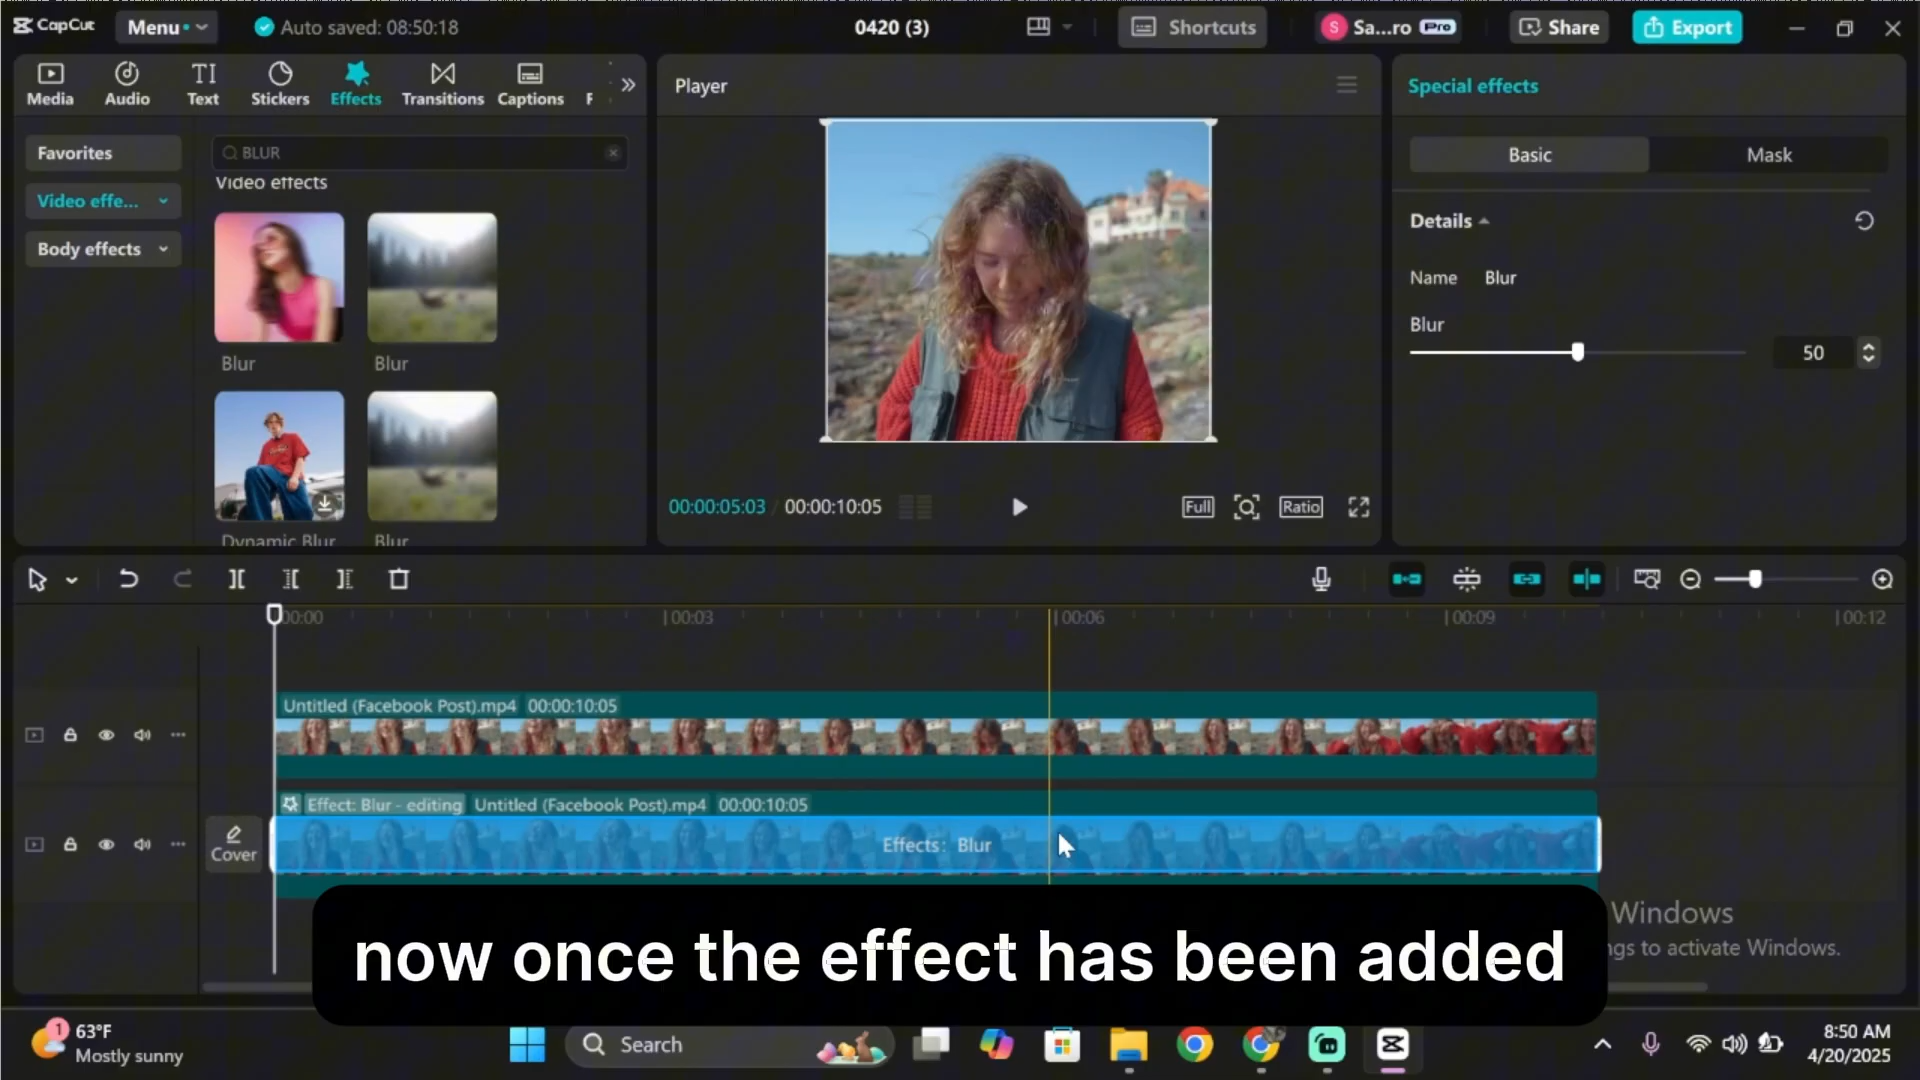 CapCut
Menu
Auto saved: 08:50:18
0420 (3)
Shortcuts
S
Sa...ro Pro
Share
Export
Media
Audio
TI
Text
Stickers
Effects
Transitions
Captions
F
Player
Special effects
Favorites
BLUR
Basic
Mask
Video effects
Video effe...
Details
Body effects
Name Blur
Blur
50
Blur
Blur
Dynamic Blur
Blur
00:00:05:03 / 00:00:10:05
Full
Ratio
00:00
00:03
00:06
00:09
00:12
Untitled (Facebook Post).mp4 00:00:10:05
Effect: Blur - editing Untitled (Facebook Post).mp4 00:00:10:05
Cover
Effects: Blur
Windows
ngs to activate Windows.
now once the effect has been added
1
63°F
Mostly sunny
Search
8:50 AM
4/20/2025